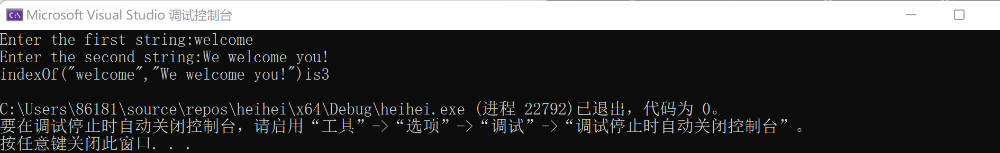 Microsoft Visual Studio 调试控制台
Enter the first string:welcome
Enter the second string:We welcome you!
indexOf("welcome","We welcome you!")is3
C:\Users\86181\source\repos\heihei\x64\Debug\heihei.exe (进程 22792)已退出，代码为 0。
要在调试停止时自动关闭控制台，请启用“工具”->“选项”->“调试”->“调试停止时自动关闭控制台”。
按任意键关闭此窗口. . .